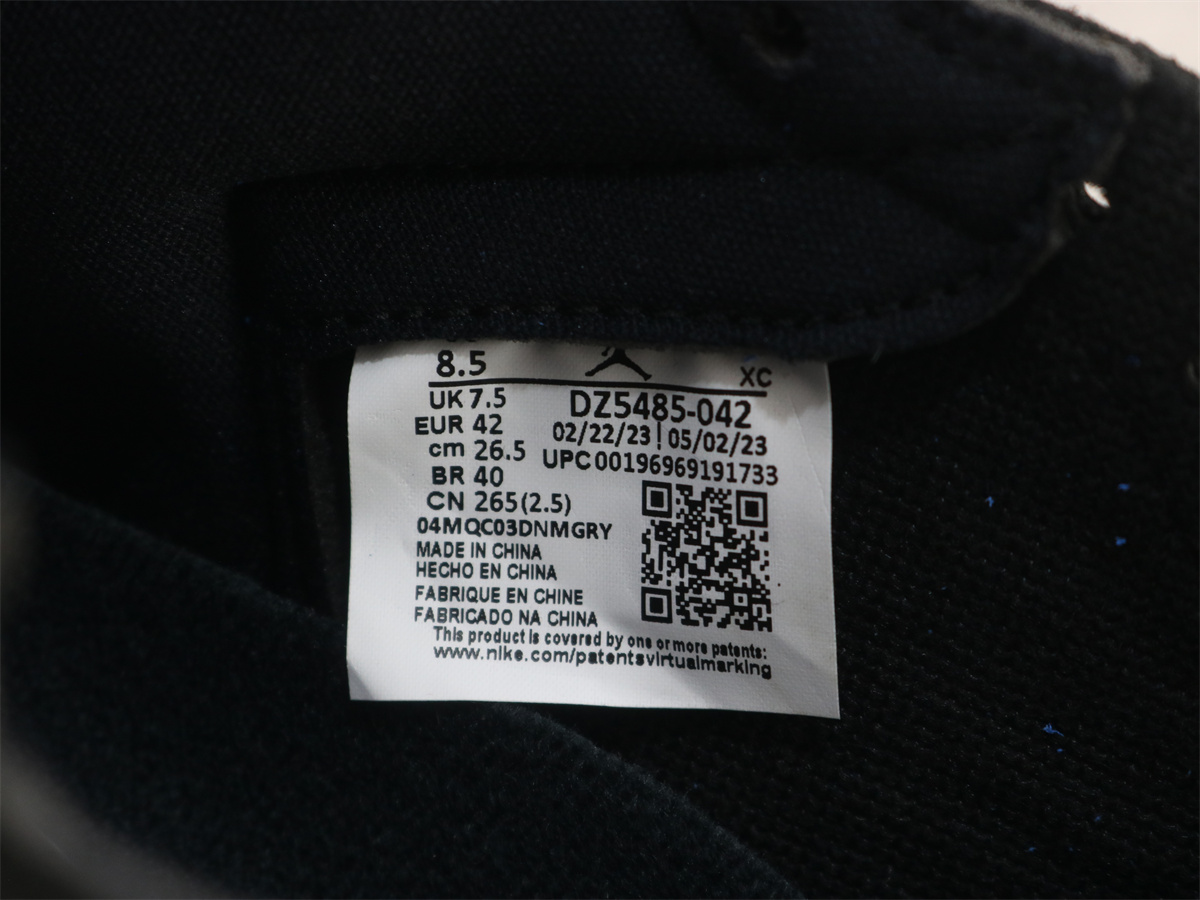 8.5
XC
UK 7.5
EUR 42
cm 26.5
BR 40
CN 265(2.5)
DZ5485-042
02/22/23 | 05/02/23
UPC00196969191733
04MQC03DNMGRY
MADE IN CHINA
HECHO EN CHINA
FABRIQUE EN CHINE
FABRICADO NA CHINA
This product is covered by one or more patents:
www.nike.com/patentsvirtualmarking